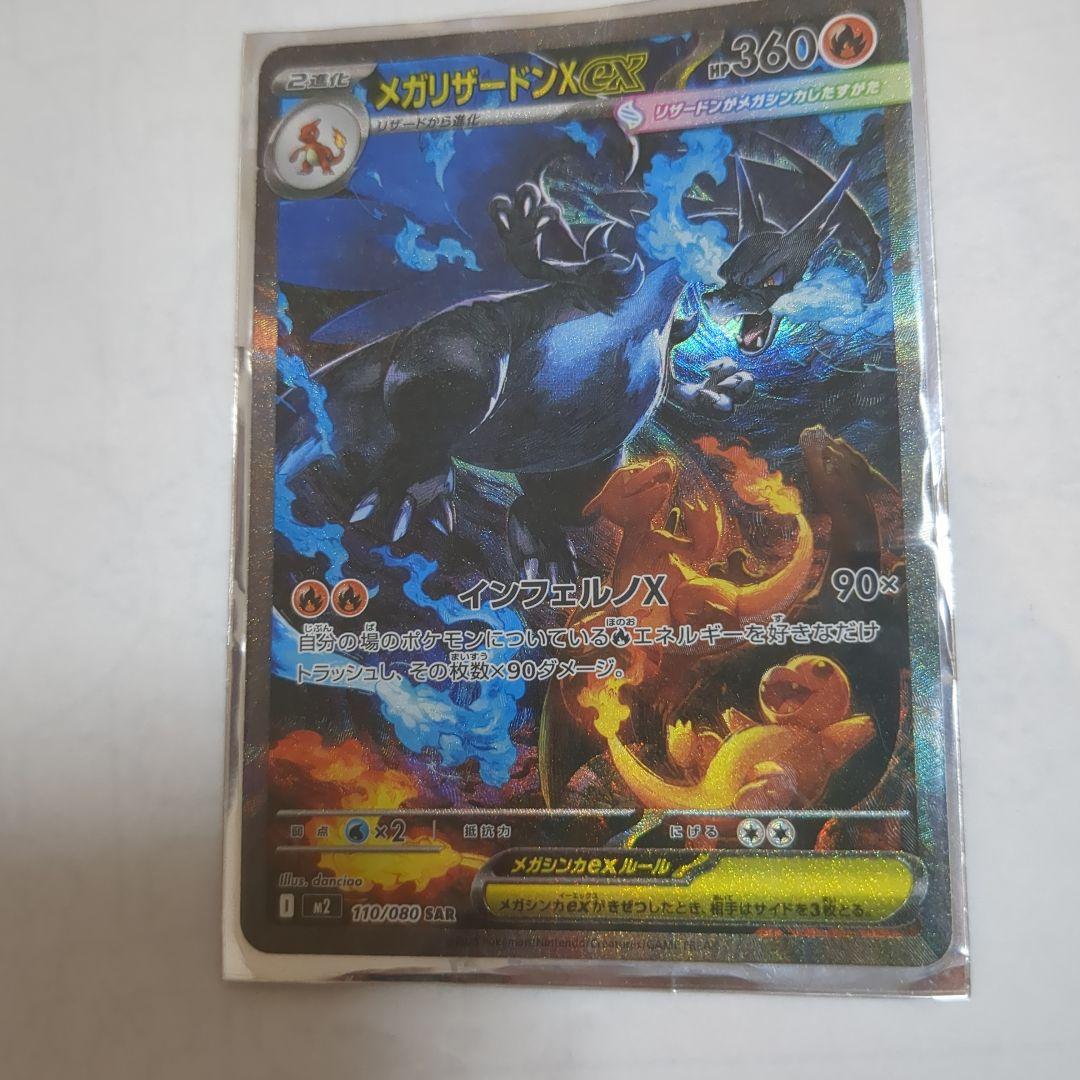 2進化
メガリザードンXex
HP360
リザードから進化
リザードンがメガシンカしたすがた
インフェルノX 90×
自分の場のポケモンについているエネルギーを好きなだけ
トラッシュし、その枚数×90ダメージ。
弱点 ×2 抵抗力 にげる
メガシンカexルール
メガシンカexがきぜつしたとき、相手はサイドを3枚とる。
Illus. danciao
I M2 110/080 SAR
©2025 Pokémon/Nintendo/Creatures/GAME FREAK